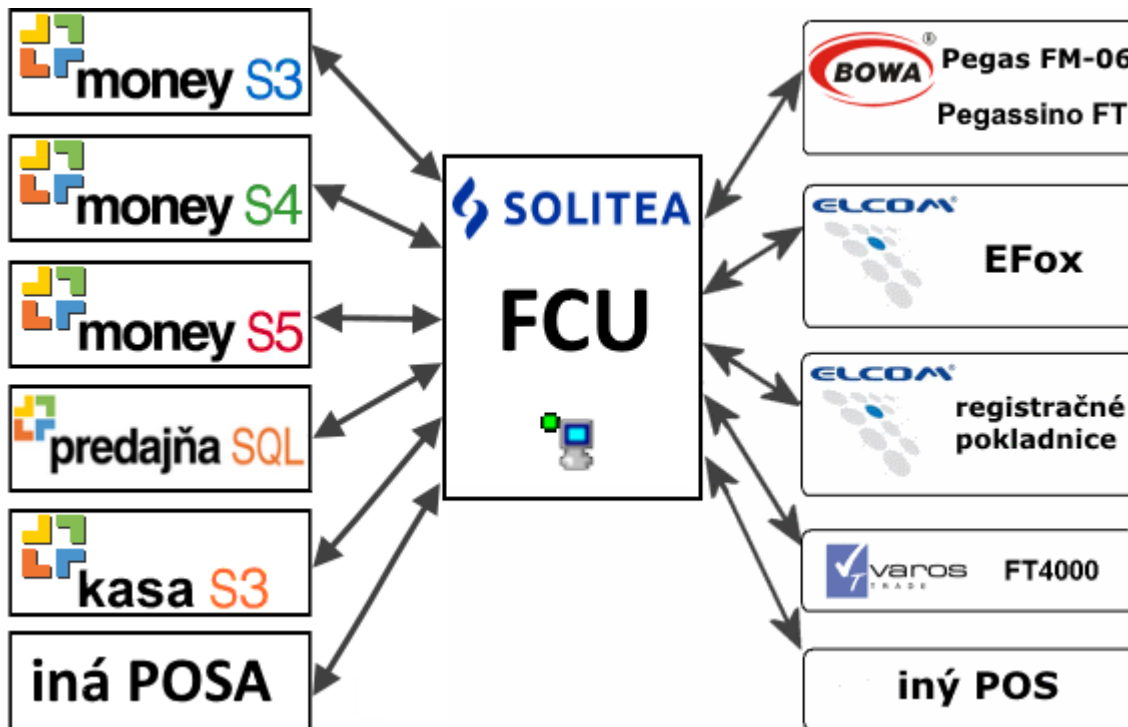 money S3
money S4
money S5
predajňa SQL
kasa S3
iná POSA
SOLITEA
FCU
BOWA ®
Pegas FM-06
Pegassino FT
ELCOM®
EFox
ELCOM®
registračné
pokladnice
VT varos
TRADE
FT4000
iný POS